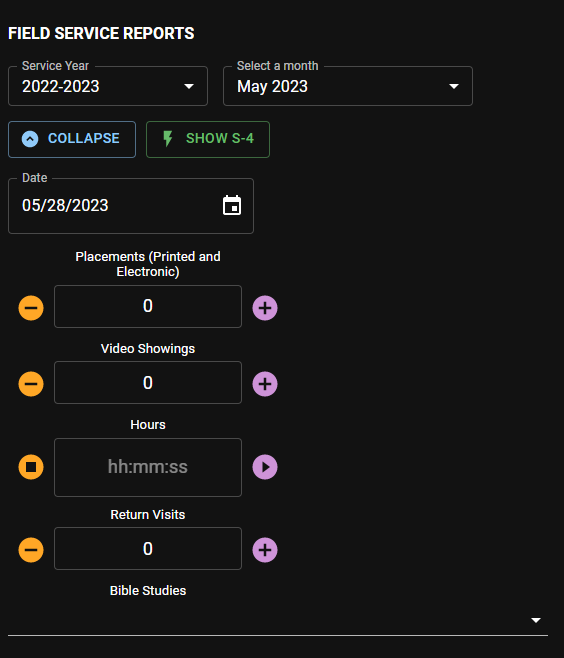 FIELD SERVICE REPORTS
Service Year
2022-2023
Select a month
May 2023
COLLAPSE
SHOW S-4
Date
05/28/2023
Placements (Printed and
Electronic)
0
Video Showings
0
Hours
hh:mm:ss
Return Visits
0
Bible Studies